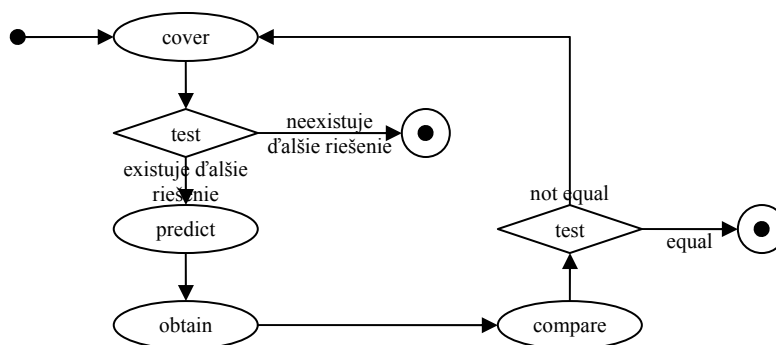 cover
test
neexistuje
ďalšie riešenie
existuje ďalšie
riešenie
predict
obtain
compare
test
not equal
equal